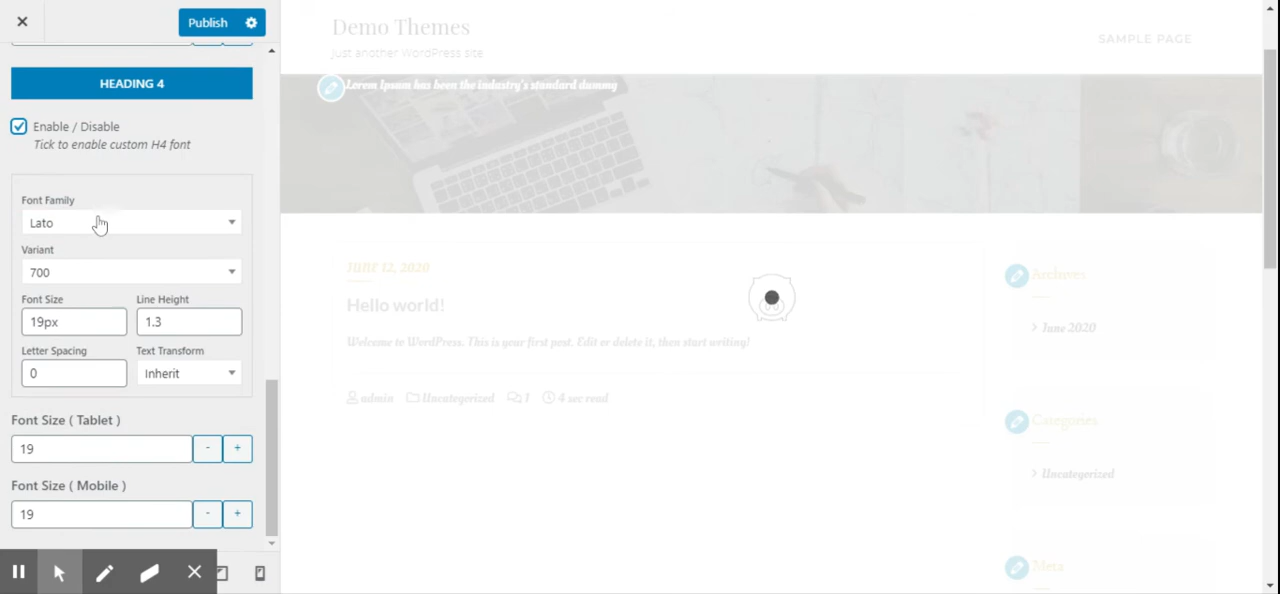 Publish
HEADING 4
Enable / Disable
Tick to enable custom H4 font
Font Family
Lato
Variant
700
Font Size
Line Height
19px
1.3
Letter Spacing
Text Transform
0
Inherit
Font Size ( Tablet )
19
-
+
Font Size ( Mobile )
19
-
+
Demo Themes
Just another WordPress site
SAMPLE PAGE
Lorem Ipsum has been the industry's standard dummy
JUNE 12, 2020
Hello world!
Welcome to WordPress. This is your first post. Edit or delete it, then start writing!
admin
Uncategorized
1
4 sec read
Archives
June 2020
Categories
Uncategorized
Meta